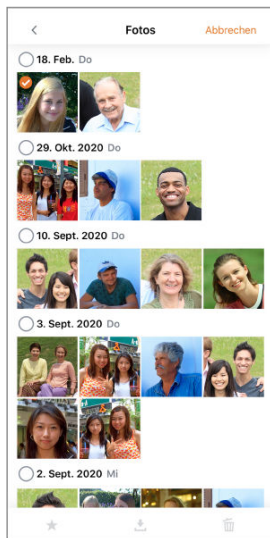 Fotos Abbrechen
18. Feb. Do
29. Okt. 2020 Do
10. Sept. 2020 Do
3. Sept. 2020 Do
2. Sept. 2020 Mi